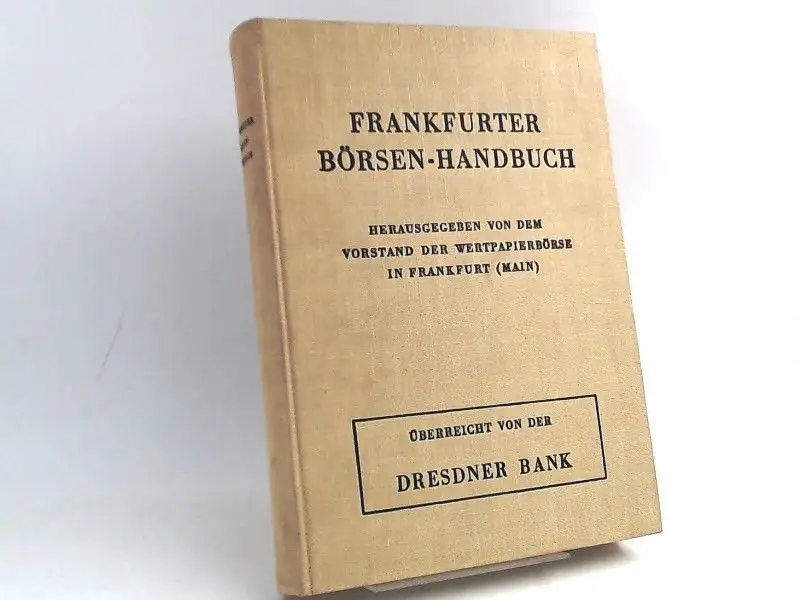 FRANKFURTER
BÖRSEN-HANDBUCH
HERAUSGEGEBEN VON DEM
VORSTAND DER WERTPAPIERBÖRSE
IN FRANKFURT (MAIN)
ÜBERREICHT VON DER
DRESDNER BANK